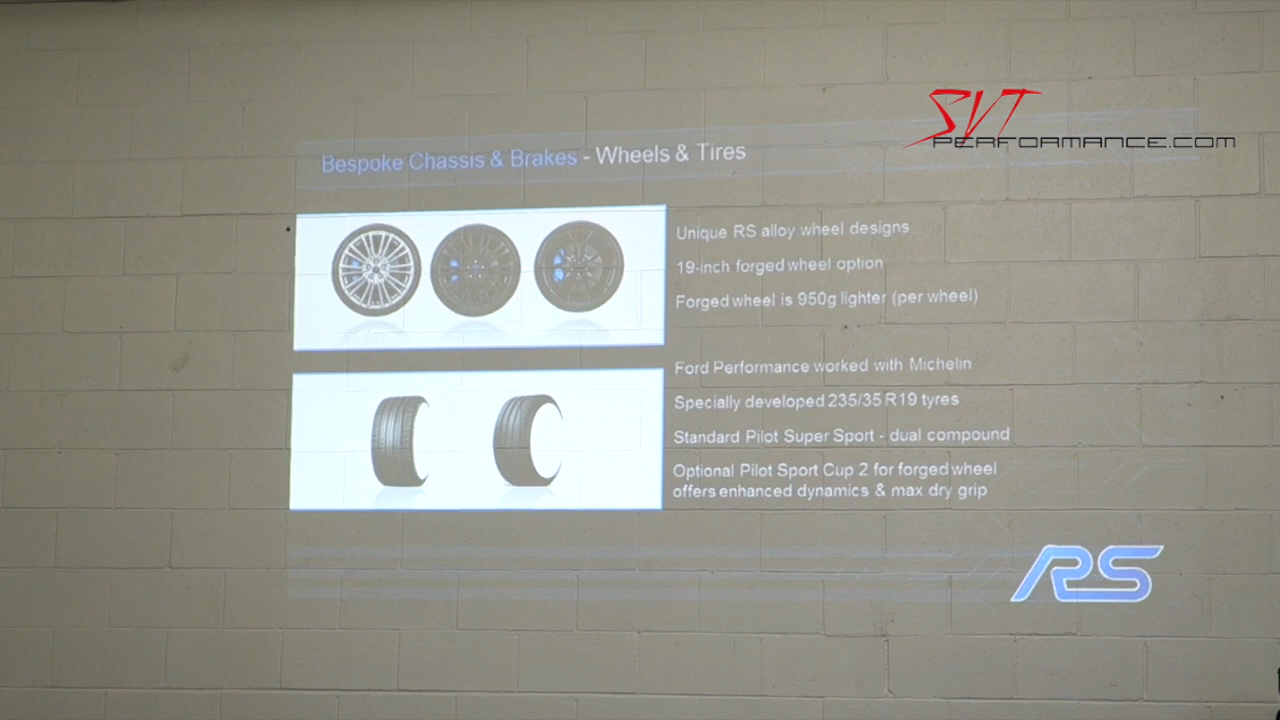 SVT
PERFORMANCE.COM
Bespoke Chassis & Brakes - Wheels & Tires
Unique RS alloy wheel designs
19-inch forged wheel option
Forged wheel is 950g lighter (per wheel)
Ford Performance worked with Michelin
Specially developed 235/35 R19 tyres
Standard Pilot Super Sport - dual compound
Optional Pilot Sport Cup 2 for forged wheel
offers enhanced dynamics & max dry grip
RS